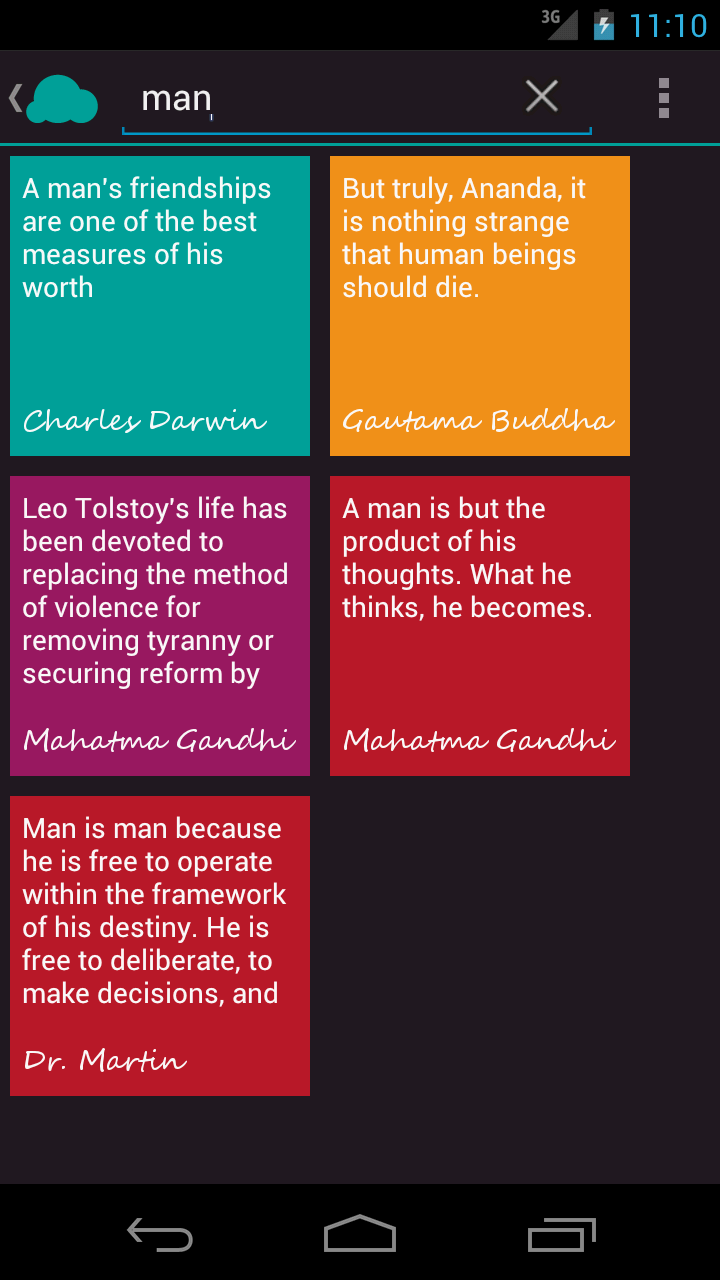 3G 11:10
man
A man's friendships
are one of the best
measures of his
worth
Charles Darwin
But truly, Ananda, it
is nothing strange
that human beings
should die.
Gautama Buddha
Leo Tolstoy's life has
been devoted to
replacing the method
of violence for
removing tyranny or
securing reform by
Mahatma Gandhi
A man is but the
product of his
thoughts. What he
thinks, he becomes.
Mahatma Gandhi
Man is man because
he is free to operate
within the framework
of his destiny. He is
free to deliberate, to
make decisions, and
Dr. Martin